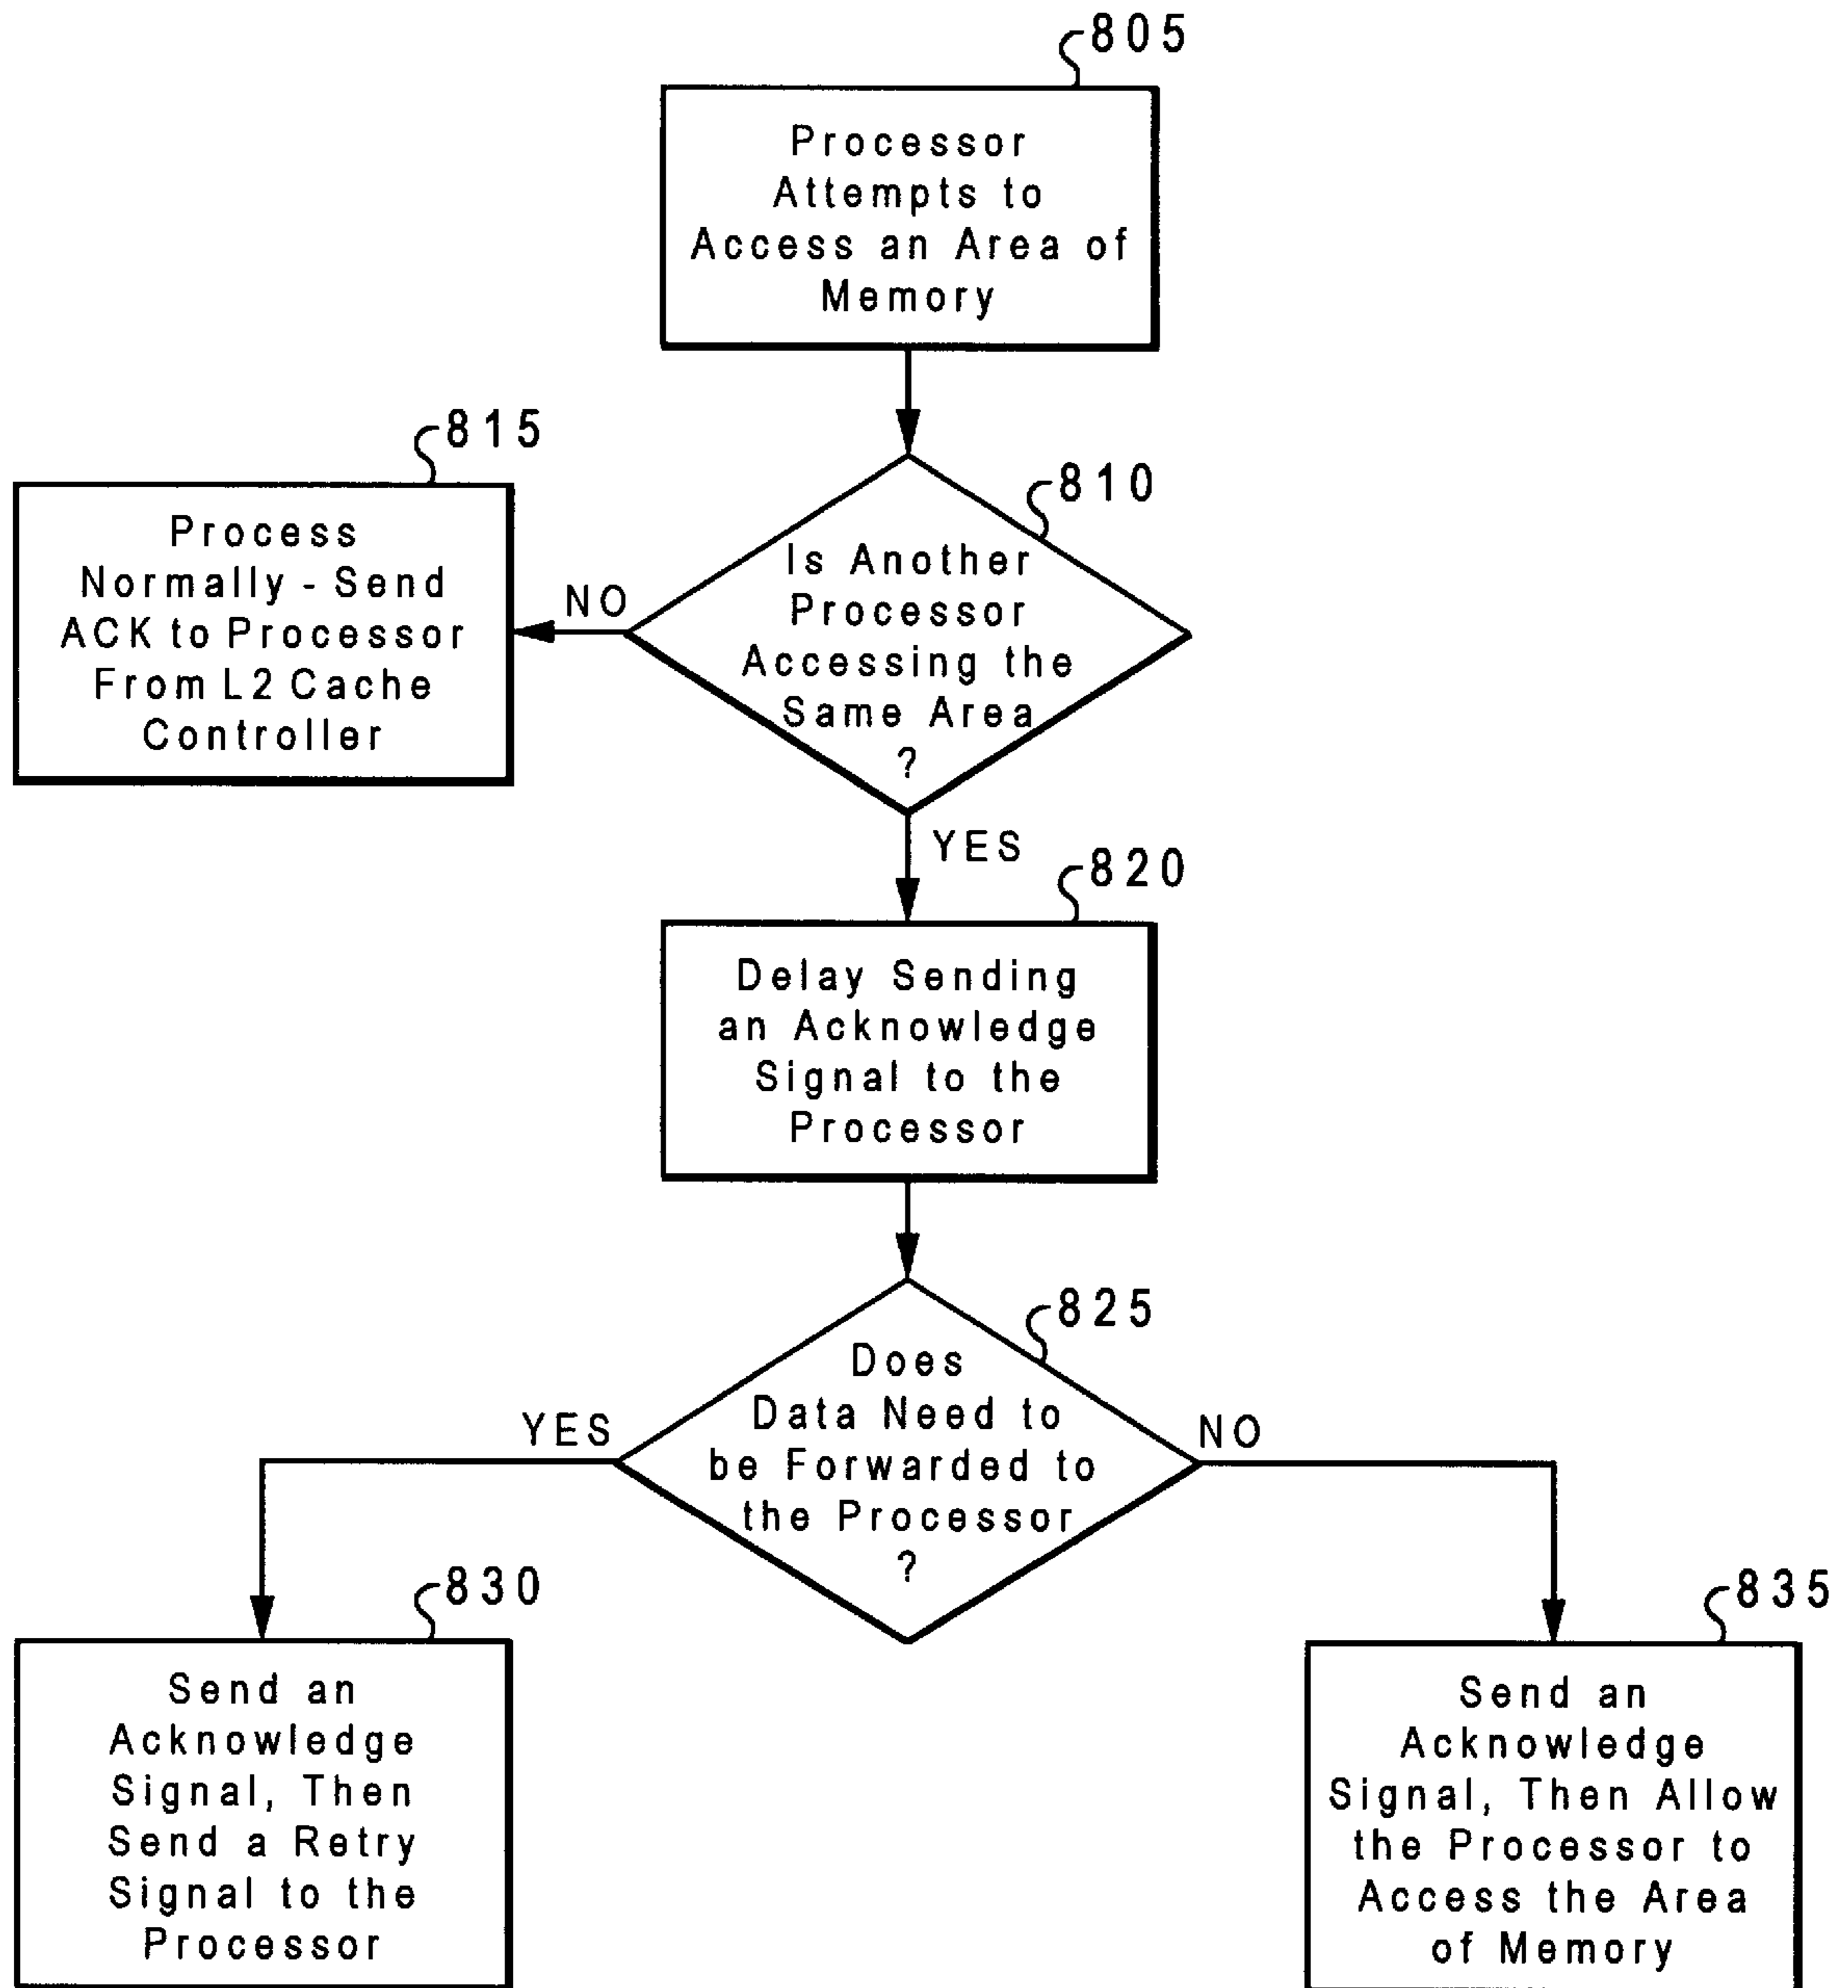 805
Processor
Attempts to
Access an Area of
Memory
815
Process
Normally - Send
ACK to Processor
From L2 Cache
Controller
NO
810
Is Another
Processor
Accessing the
Same Area
?
YES
820
Delay Sending
an Acknowledge
Signal to the
Processor
825
Does
Data Need to
be Forwarded to
the Processor
?
YES
NO
830
Send an
Acknowledge
Signal, Then
Send a Retry
Signal to the
Processor
835
Send an
Acknowledge
Signal, Then Allow
the Processor to
Access the Area
of Memory